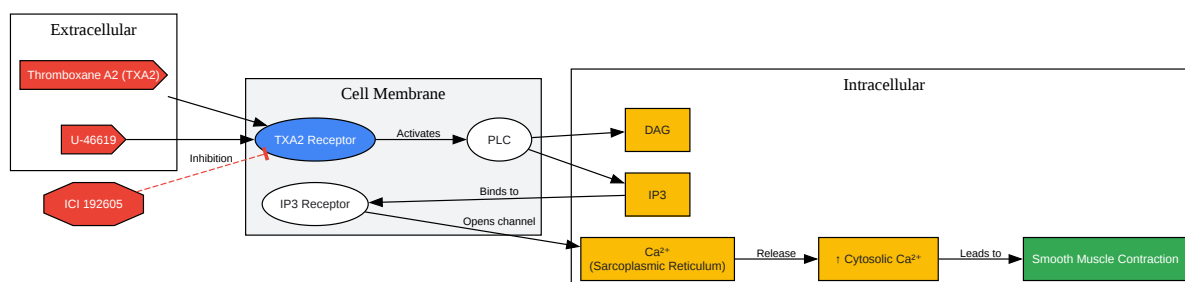 Extracellular
Thromboxane A2 (TXA2)
U-46619
Inhibition
ICI 192605
Cell Membrane
TXA2 Receptor
Activates
PLC
IP3 Receptor
Binds to
Opens channel
Intracellular
DAG
IP3
Ca²⁺
(Sarcoplasmic Reticulum)
Release
↑ Cytosolic Ca²⁺
Leads to
Smooth Muscle Contraction